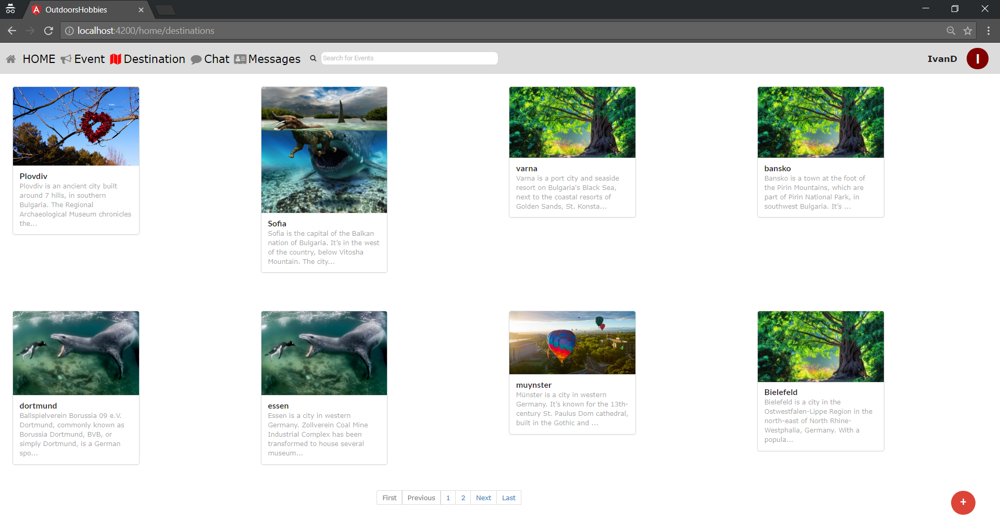 OutdoorsHobbies
localhost:4200/home/destinations
HOME Event Destination Chat Messages Search for Events IvanD I
Plovdiv
Plovdiv is an ancient city built
around 7 hills, in southern
Bulgaria. The Regional
Archaeological Museum chronicles
the...
Sofia
Sofia is the capital of the Balkan
nation of Bulgaria. It’s in the west
of the country, below Vitosha
Mountain. The city...
varna
Varna is a port city and seaside
resort on Bulgaria's Black Sea,
next to the coastal resorts of
Golden Sands, St. Konsta...
bansko
Bansko is a town at the foot of
the Pirin Mountains, which are
part of Pirin National Park, in
southwest Bulgaria. It’s ...
dortmund
Ballspielverein Borussia 09 e.V.
Dortmund, commonly known as
Borussia Dortmund, BVB, or
simply Dortmund, is a German
spo...
essen
Essen is a city in western
Germany. Zollverein Coal Mine
Industrial Complex has been
transformed to house several
museum...
muynster
Münster is a city in western
Germany. It’s known for the 13th-
century St. Paulus Dom cathedral,
built in the Gothic and ...
Bielefeld
Bielefeld is a city in the
Ostwestfalen-Lippe Region in the
north-east of North Rhine-
Westphalia, Germany. With a
popula...
First Previous 1 2 Next Last
+